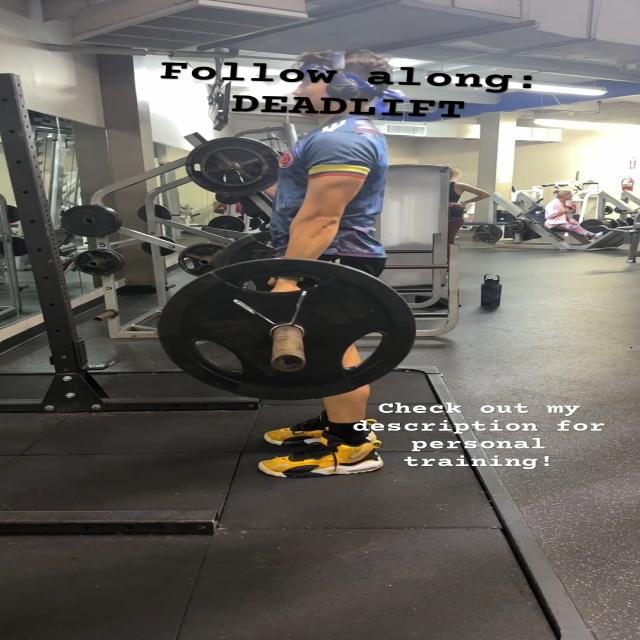 Follow along:
DEADLIFT
Check out my
description for
personal
training!